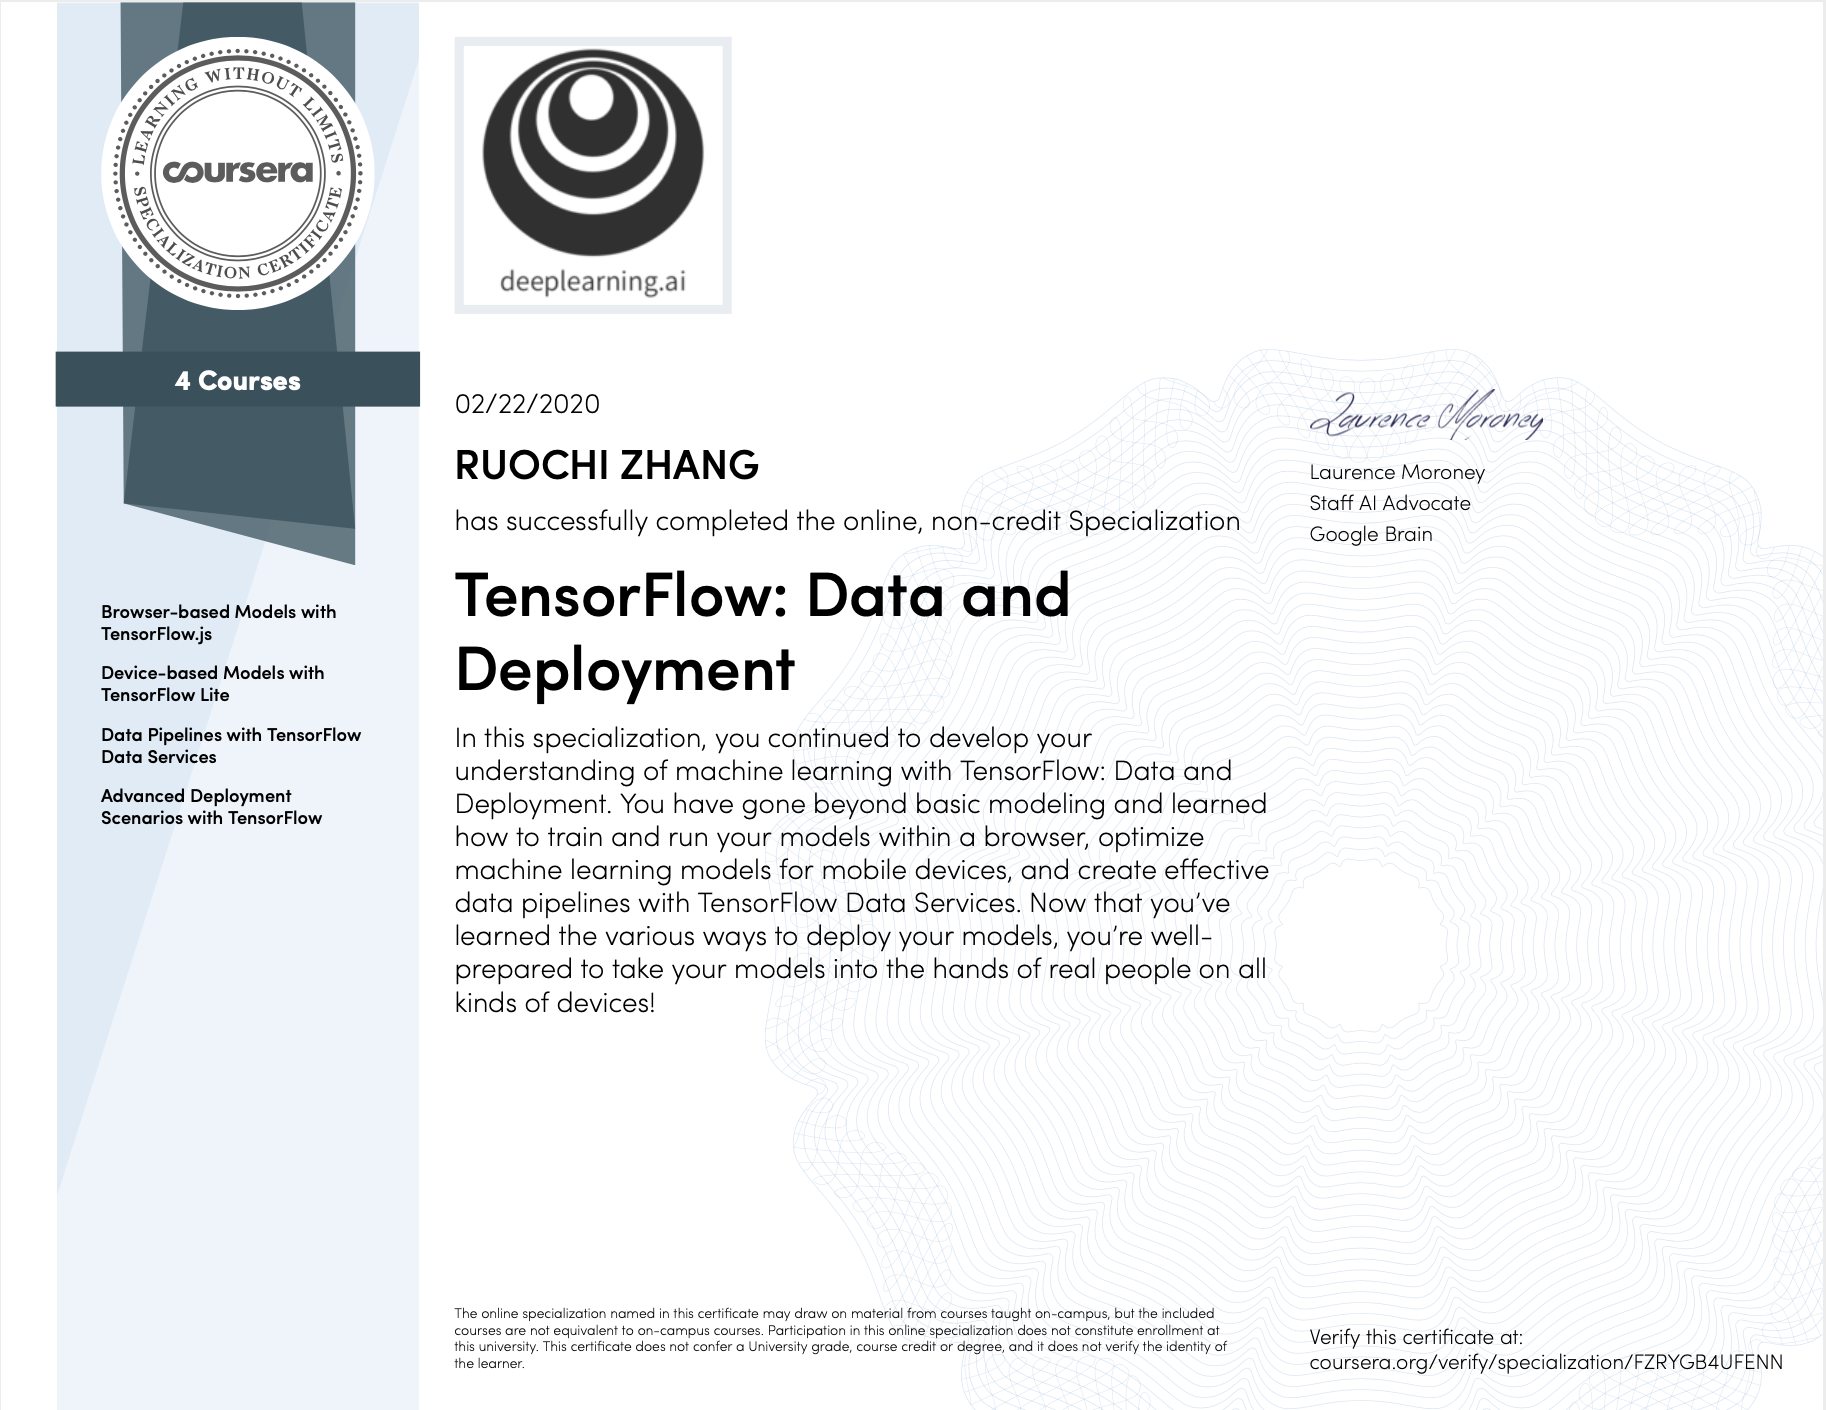 LEARNING WITHOUT LIMITS
coursera
SPECIALIZATION CERTIFICATE
4 Courses
Browser-based Models with
TensorFlow.js
Device-based Models with
TensorFlow Lite
Data Pipelines with TensorFlow
Data Services
Advanced Deployment
Scenarios with TensorFlow
deeplearning.ai
02/22/2020
RUOCHI ZHANG
has successfully completed the online, non-credit Specialization
TensorFlow: Data and
Deployment
In this specialization, you continued to develop your
understanding of machine learning with TensorFlow: Data and
Deployment. You have gone beyond basic modeling and learned
how to train and run your models within a browser, optimize
machine learning models for mobile devices, and create effective
data pipelines with TensorFlow Data Services. Now that you’ve
learned the various ways to deploy your models, you’re well-
prepared to take your models into the hands of real people on all
kinds of devices!
Laurence Moroney
Laurence Moroney
Staff AI Advocate
Google Brain
The online specialization named in this certificate may draw on material from courses taught on-campus, but the included
courses are not equivalent to on-campus courses. Participation in this online specialization does not constitute enrollment at
this university. This certificate does not confer a University grade, course credit or degree, and it does not verify the identity of
the learner.
Verify this certificate at:
coursera.org/verify/specialization/FZRYGB4UFENN